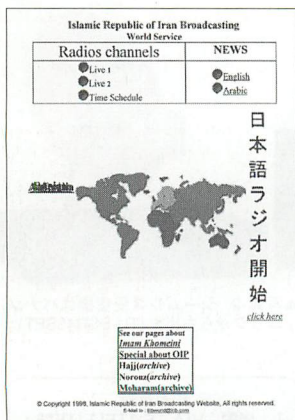 Islamic Republic of Iran Broadcasting
World Service
Radios channels
Live 1
Live 2
Time Schedule
NEWS
English
Arabic
日本語ラジオ開始
click here
See our pages about
Imam Khomeini
Special about OIP
Hajj(archive)
Norouz(archive)
Moharam(archive)
© Copyright 1998, Islamic Republic of Iran Broadcasting Website, All rights reserved.
E-Mail to :